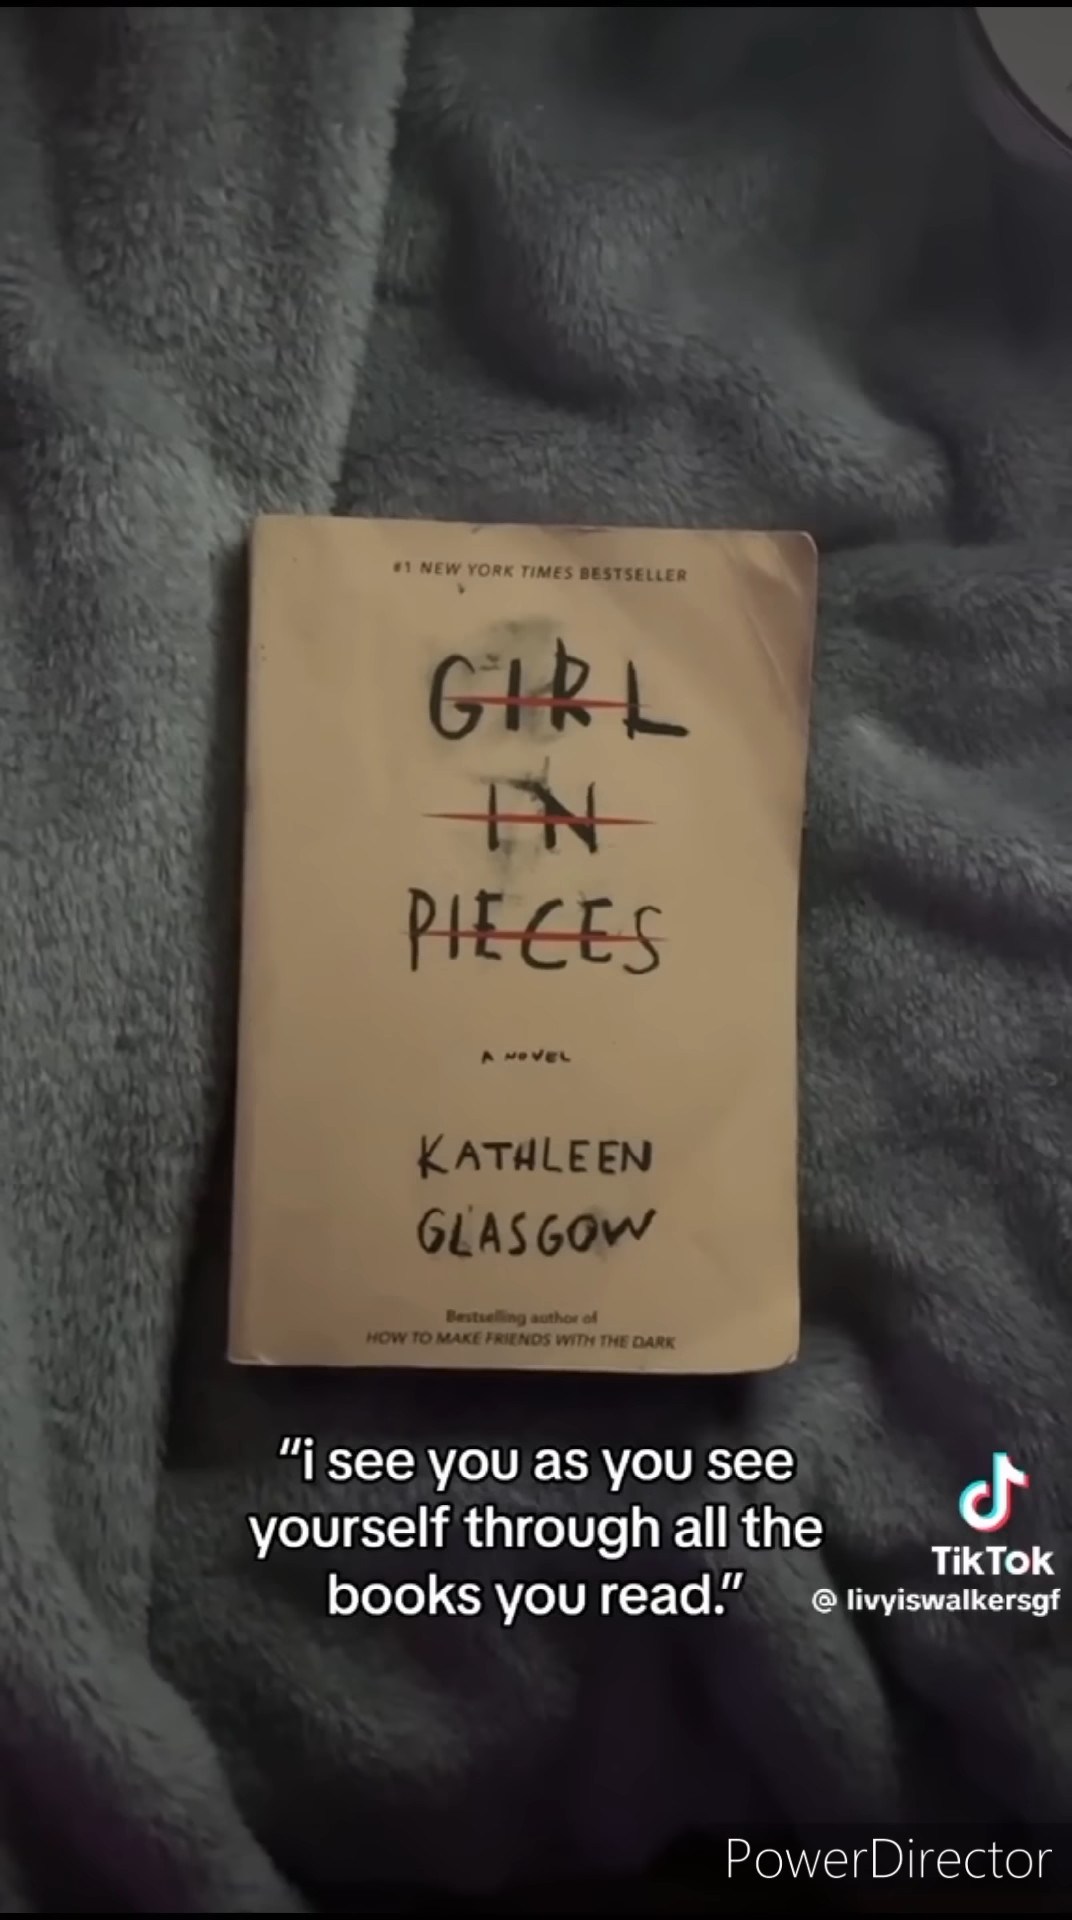 #1 NEW YORK TIMES BESTSELLER
GIRL
IN
PIECES
A NOVEL
KATHLEEN
GLASGOW
Bestselling author of
HOW TO MAKE FRIENDS WITH THE DARK
"i see you as you see
yourself through all the
books you read."
TikTok
@ livyiswalkersgf
PowerDirector